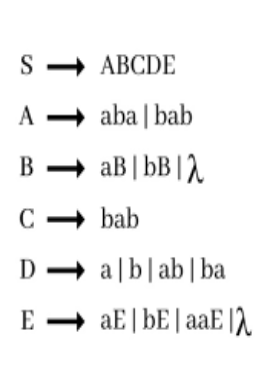 S → ABCDE
A → aba | bab
B → aB | bB | λ
C → bab
D → a | b | ab | ba
E → aE | bE | aaE | λ